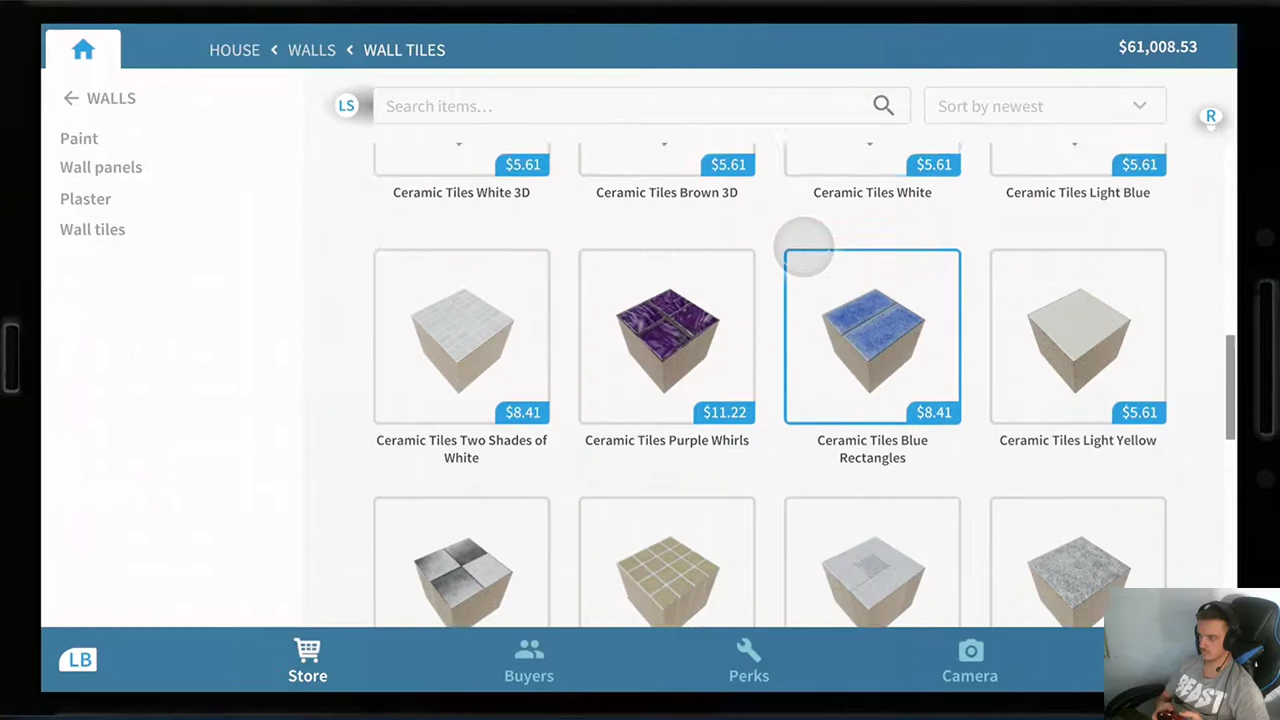 HOUSE < WALLS < WALL TILES
$61,008.53
WALLS
Paint
Wall panels
Plaster
Wall tiles
LS
Search items...
Sort by newest
R
$5.61
$5.61
$5.61
$5.61
Ceramic Tiles White 3D
Ceramic Tiles Brown 3D
Ceramic Tiles White
Ceramic Tiles Light Blue
$8.41
$11.22
$8.41
$5.61
Ceramic Tiles Two Shades of
White
Ceramic Tiles Purple Whirls
Ceramic Tiles Blue
Rectangles
Ceramic Tiles Light Yellow
LB
Store
Buyers
Perks
Camera
BEAST